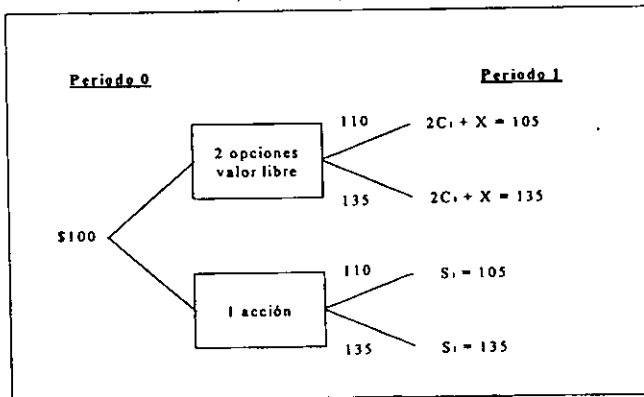 Periodo 0
Periodo 1
110
2C₁ + X = 105
2 opciones
valor libre
135
2C₁ + X = 135
$100
110
S₁ = 105
1 acción
135
S₁ = 135